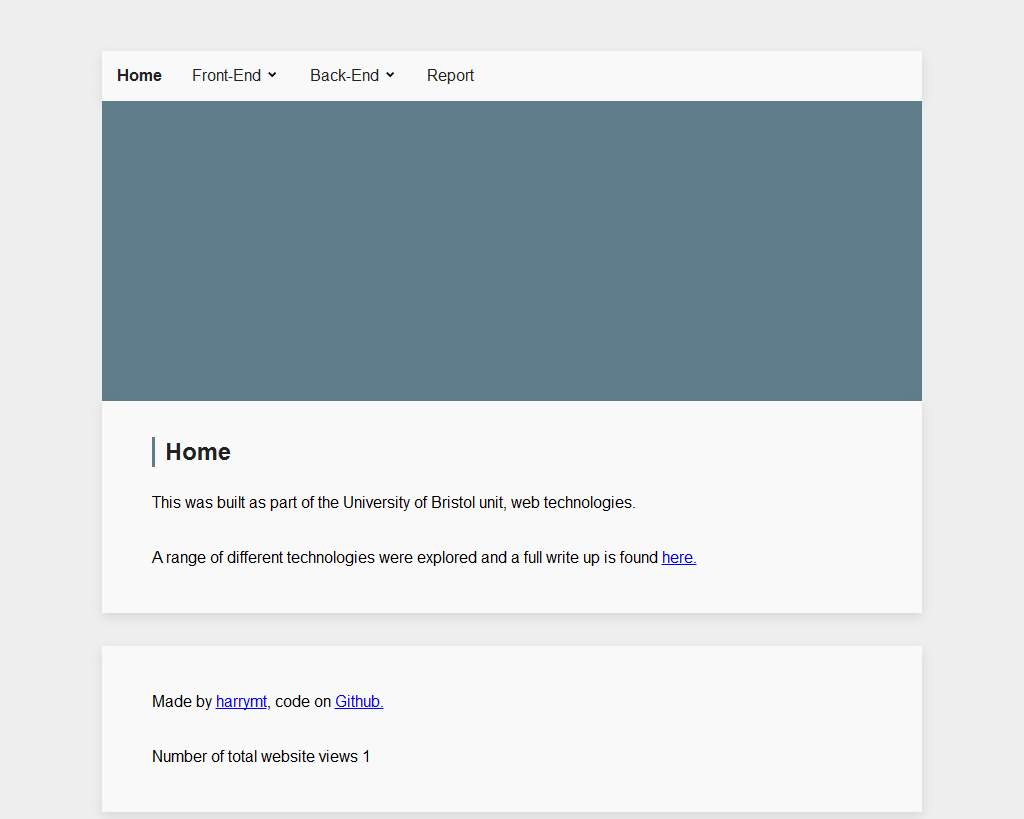 Home Front-End Back-End Report
Home
This was built as part of the University of Bristol unit, web technologies.
A range of different technologies were explored and a full write up is found here.
Made by harrymt, code on Github.
Number of total website views 1